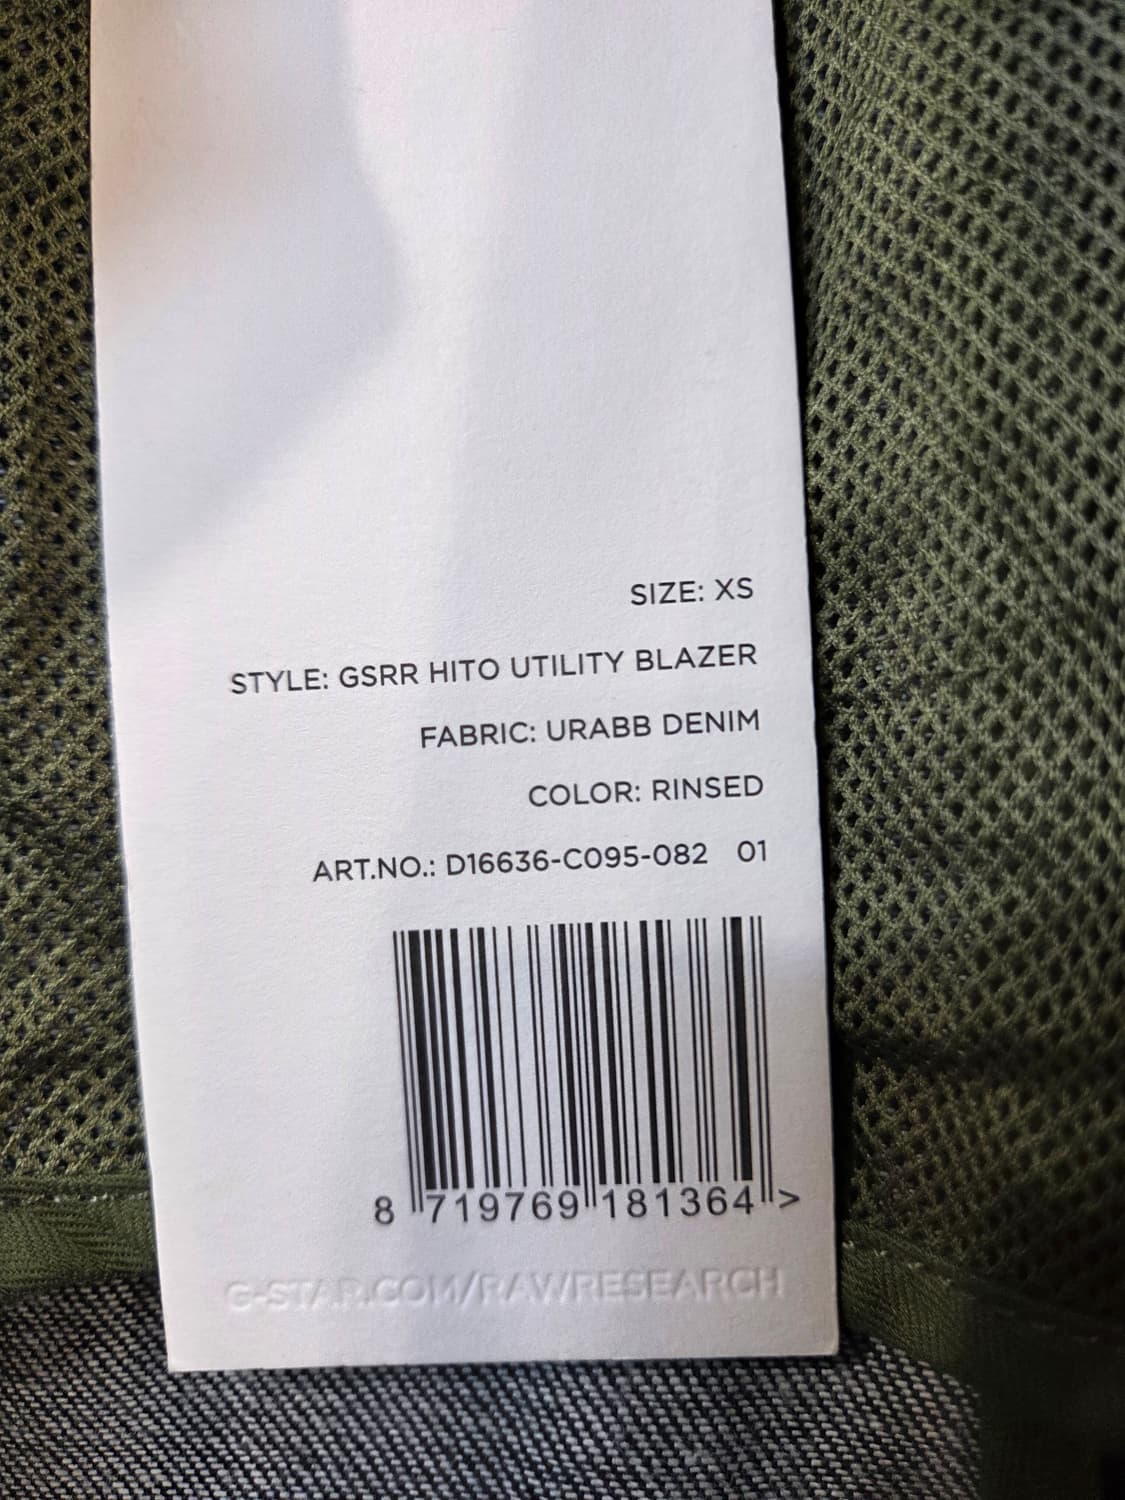 SIZE: XS
STYLE: GSRR HITO UTILITY BLAZER
FABRIC: URABB DENIM
COLOR: RINSED
ART.NO.: D16636-C095-082 01
8 719769 181364 >
G-STAR.COM/RAWRESEARCH